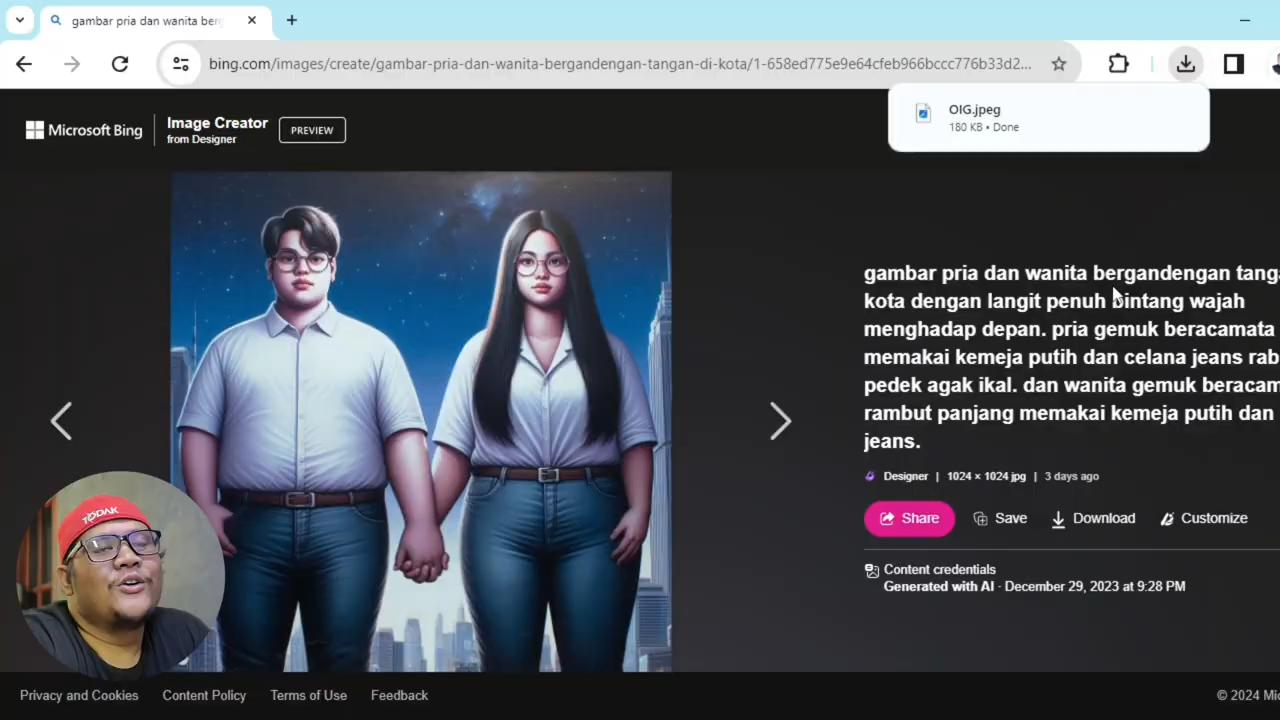 gambar pria dan wanita berg
bing.com/images/create/gambar-pria-dan-wanita-bergandengan-tangan-di-kota/1-658ed775e9e64cfeb966bccc776b33d2...
OIG.jpeg
180 KB • Done
Microsoft Bing
Image Creator
from Designer
PREVIEW
gambar pria dan wanita bergandengan tanga
kota dengan langit penuh bintang wajah
menghadap depan. pria gemuk beracamata
memakai kemeja putih dan celana jeans rab
pedek agak ikal. dan wanita gemuk beracam
rambut panjang memakai kemeja putih dan
jeans.
Designer | 1024 × 1024 jpg | 3 days ago
Share Save Download Customize
Content credentials
Generated with AI · December 29, 2023 at 9:28 PM
TODAK
Privacy and Cookies Content Policy Terms of Use Feedback
© 2024 Mic